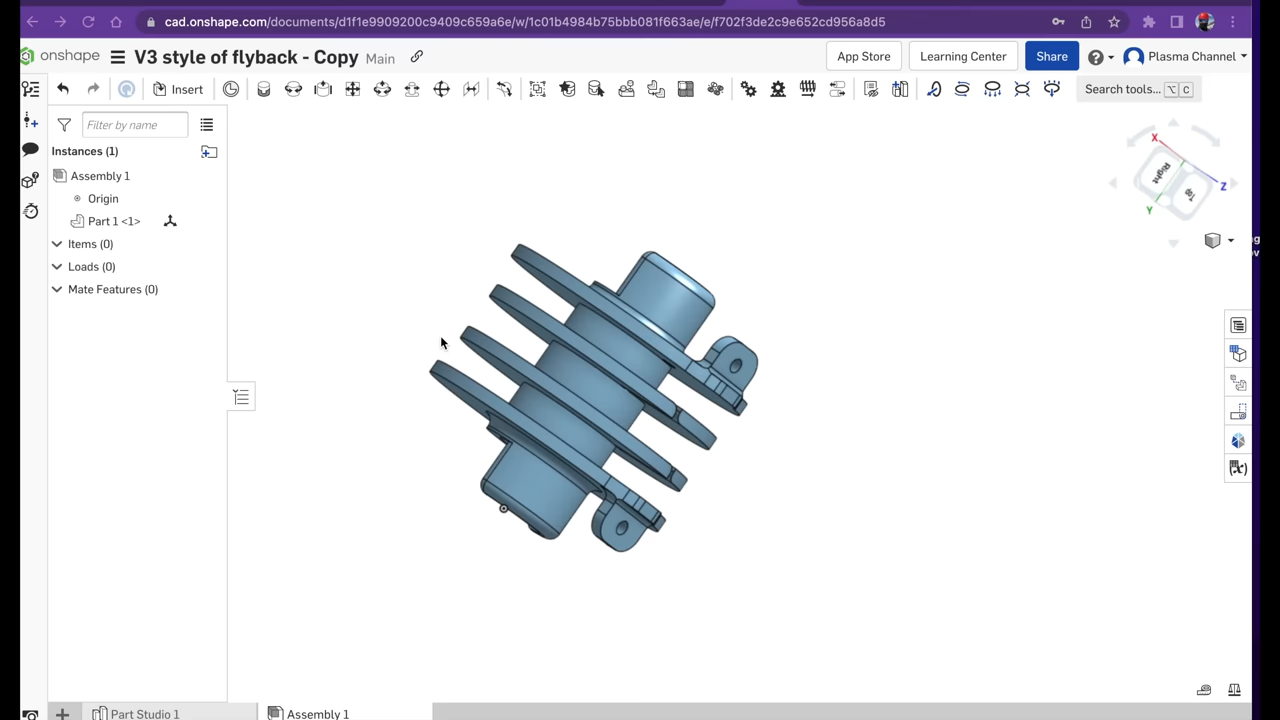 cad.onshape.com/documents/d1f1e9909200c9409c659a6e/w/1c01b4984b75bbb081f663ae/e/f702f3de2c9e652cd956a8d5
onshape V3 style of flyback - Copy Main App Store Learning Center Share Plasma Channel
Insert Search tools... ⌥ C
Filter by name
Instances (1)
Assembly 1
Origin
Part 1 <1>
Items (0)
Loads (0)
Mate Features (0)
X
Right
Top
Z
Y
Part Studio 1 Assembly 1